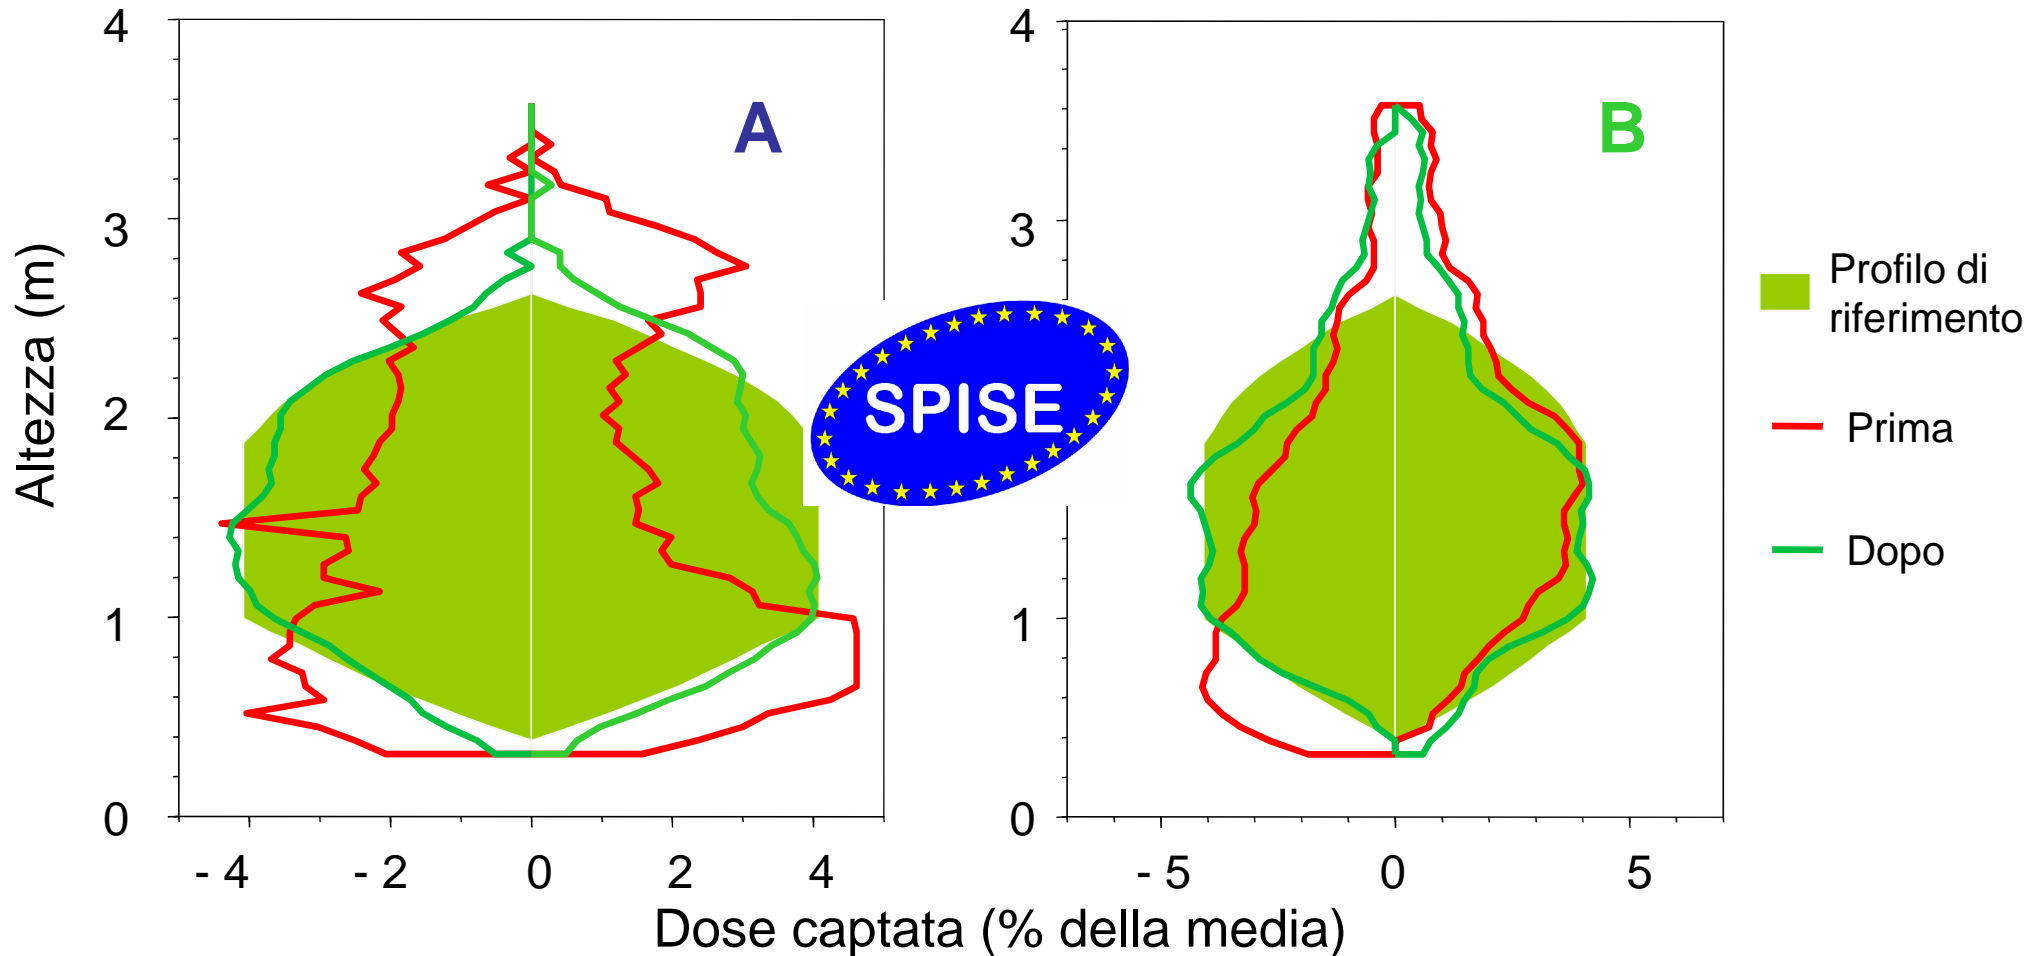 4
A
3
2
1
0
- 4
- 2
0
2
4
Altezza (m)
SPISE
4
B
3
2
1
0
- 5
0
5
Dose captata (% della media)
Profilo di
riferimento
Prima
Dopo